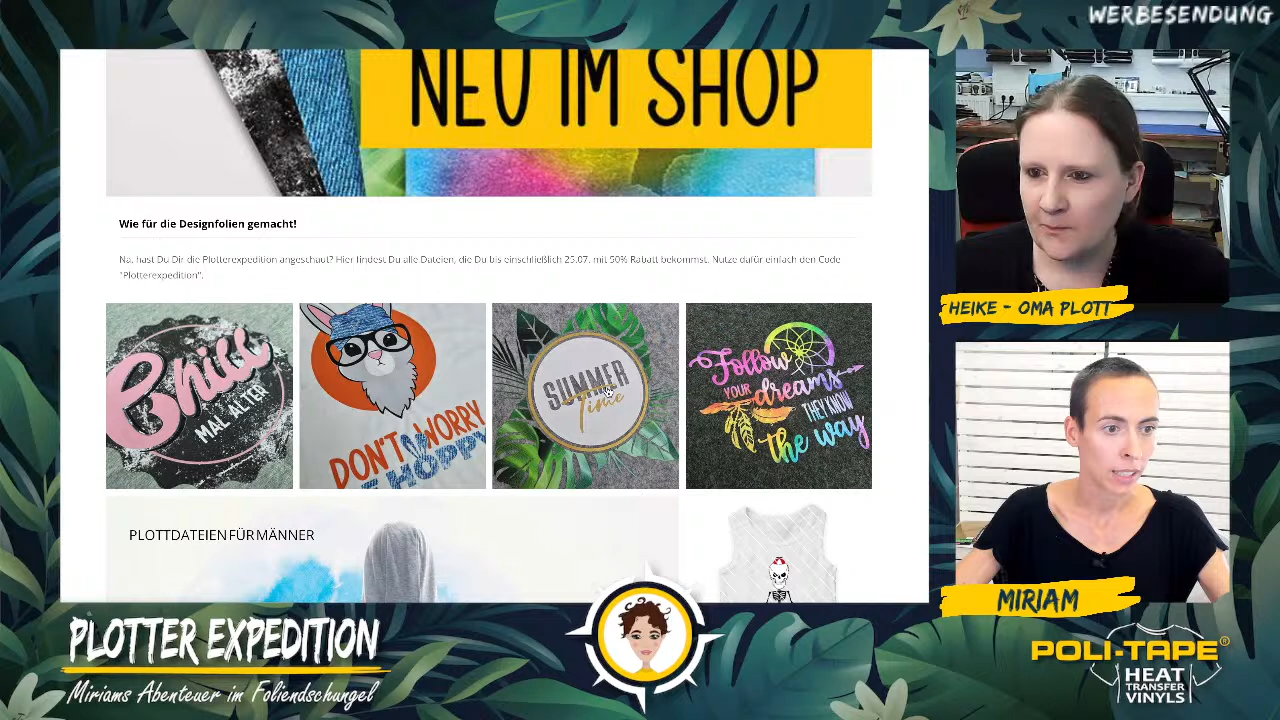 WERBESENDUNG
NEU IM SHOP
Wie für die Designfolien gemacht!
Na, hast Du Dir die Plotterexpedition angeschaut? Hier findest Du alle Dateien, die Du bis einschließlich 25.07. mit 50% Rabatt bekommst. Nutze dafür einfach den Code
"Plotterexpedition".
Chill
MAL ALTER
DON'T WORRY
BE HOPPY
SUMMER
Time
Follow
YOUR dreams
THEY KNOW
the way
PLOTTDATEIEN FÜR MÄNNER
HEIKE - OMA PLOTT
MIRIAM
PLOTTER EXPEDITION
Miriams Abenteuer im Foliendschungel
POLI-TAPE®
HEAT
TRANSFER
VINYLS